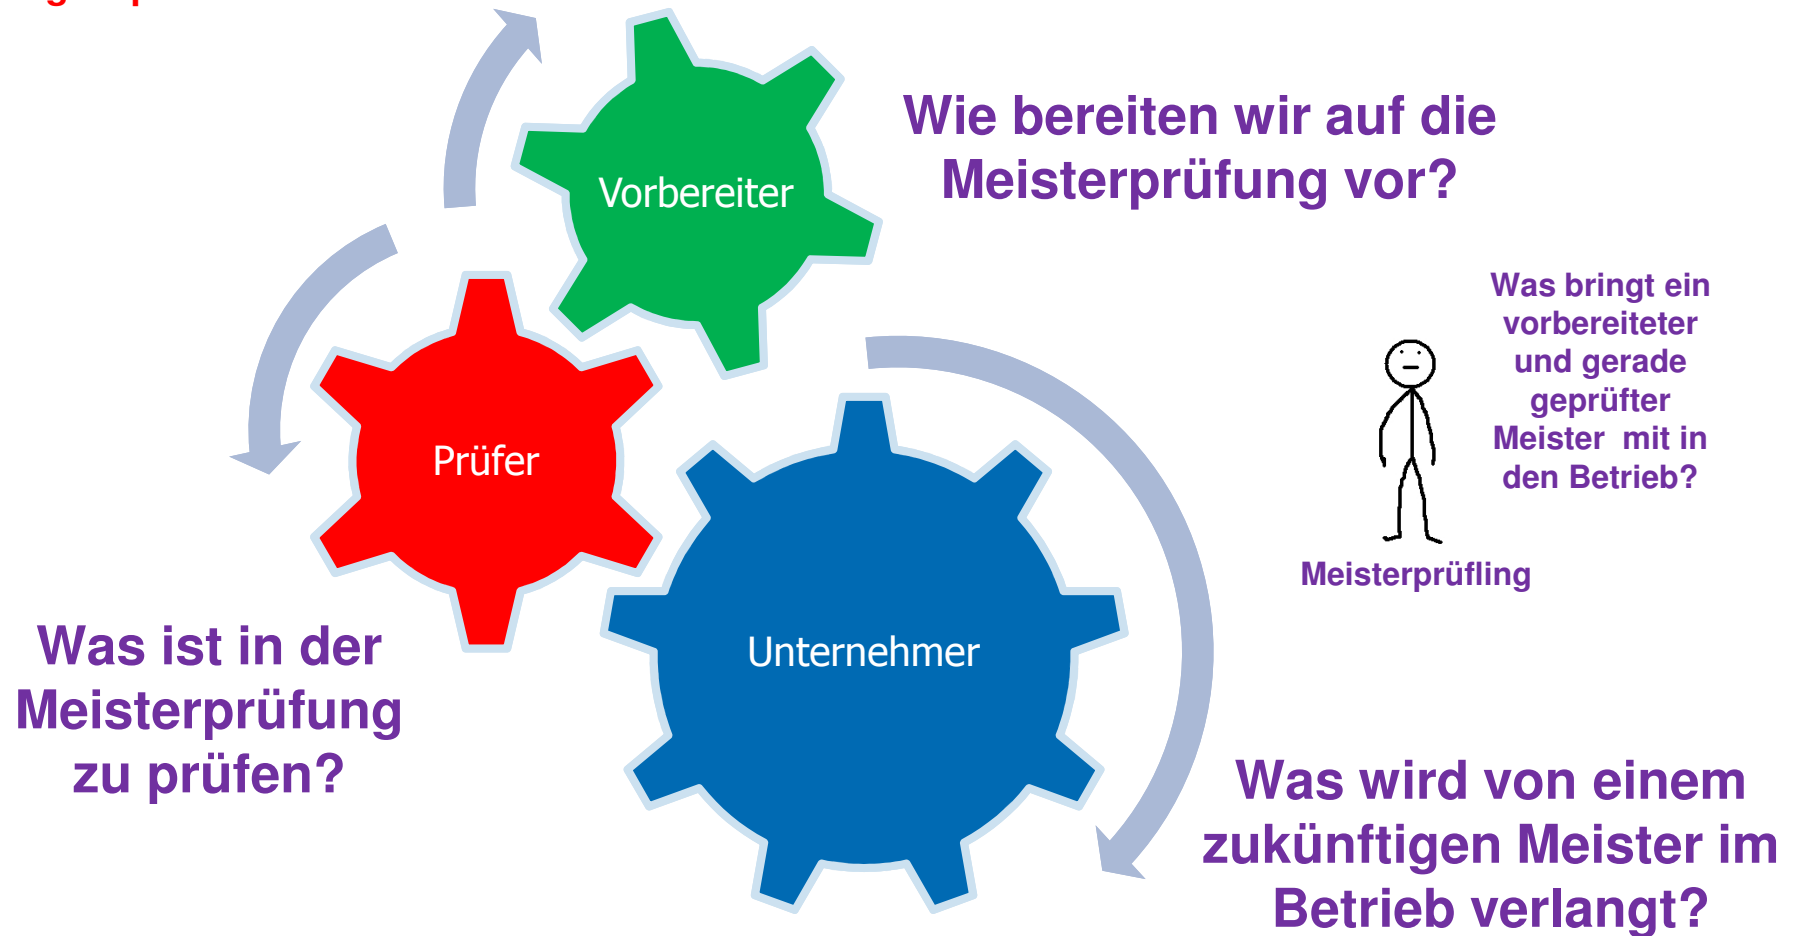 Wie bereiten wir auf die
Meisterprüfung vor?
Vorbereiter
Was bringt ein
vorbereiteter
und gerade
geprüfter
Meister mit in
den Betrieb?
Prüfer
Meisterprüfling
Unternehmer
Was ist in der
Meisterprüfung
zu prüfen?
Was wird von einem
zukünftigen Meister im
Betrieb verlangt?